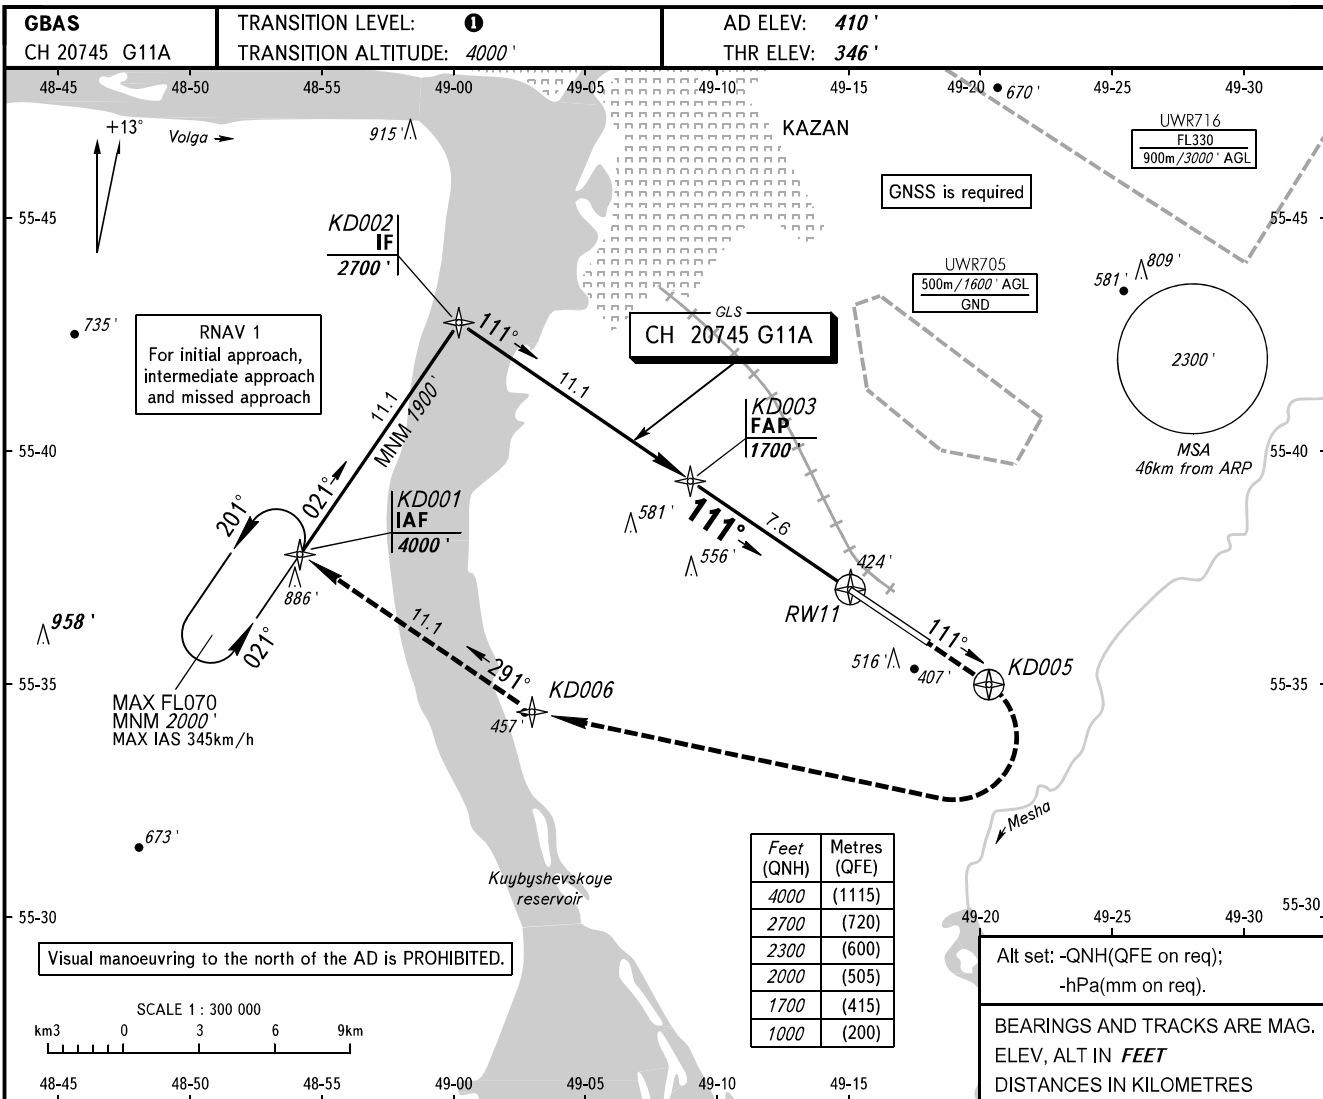 GBAS
CH 20745 G11A
TRANSITION LEVEL: 1
TRANSITION ALTITUDE: 4000'
AD ELEV: 410'
THR ELEV: 346'
48-45 48-50 48-55 49-00 49-05 49-10 49-15 49-20 49-25 49-30
+13°
Volga
915'
KAZAN
670'
UWR716
FL330
900m/3000' AGL
GNSS is required
55-45
55-45
KD002
IF
2700'
UWR705
500m/1600' AGL
GND
809'
581'
735'
RNAV 1
For initial approach,
intermediate approach
and missed approach
111°
GLS
CH 20745 G11A
2300'
MSA
46km from ARP
11.1
11.1
MNM 1900'
KD003
FAP
1700'
55-40
55-40
021°
201°
KD001
IAF
4000'
581'
111°
7.6
556'
424'
886'
RW11
958'
11.1
021°
291°
111°
516'
407'
KD005
KD006
457'
55-35
55-35
MAX FL070
MNM 2000'
MAX IAS 345km/h
Mesha
673'
Kuybyshevskoye
reservoir
Feet
(QNH)
Metres
(QFE)
4000 (1115)
2700 (720)
2300 (600)
2000 (505)
1700 (415)
1000 (200)
55-30
55-30
49-20 49-25 49-30
Visual manoeuvring to the north of the AD is PROHIBITED.
Alt set: -QNH(QFE on req);
-hPa(mm on req).
SCALE 1 : 300 000
km3 0 3 6 9km
BEARINGS AND TRACKS ARE MAG.
ELEV, ALT IN FEET
DISTANCES IN KILOMETRES
48-45 48-50 48-55 49-00 49-05 49-10 49-15